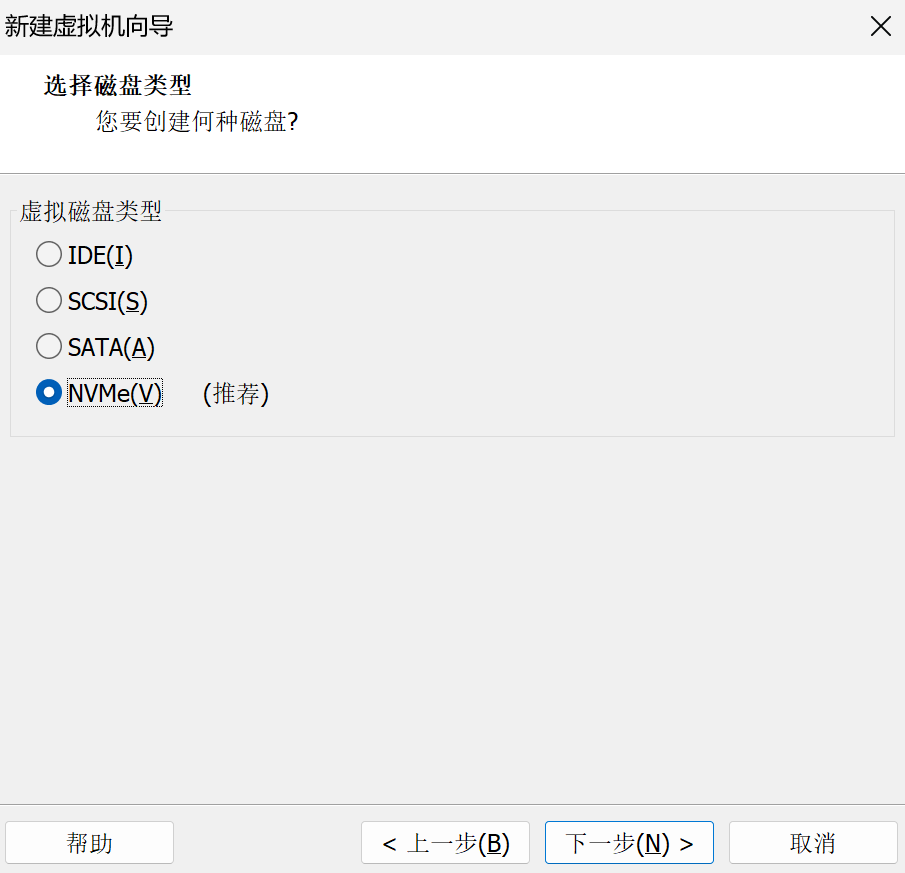 新建虚拟机向导
选择磁盘类型
您要创建何种磁盘?
虚拟磁盘类型
IDE(I)
SCSI(S)
SATA(A)
NVMe(V) (推荐)
帮助 < 上一步(B) 下一步(N) > 取消